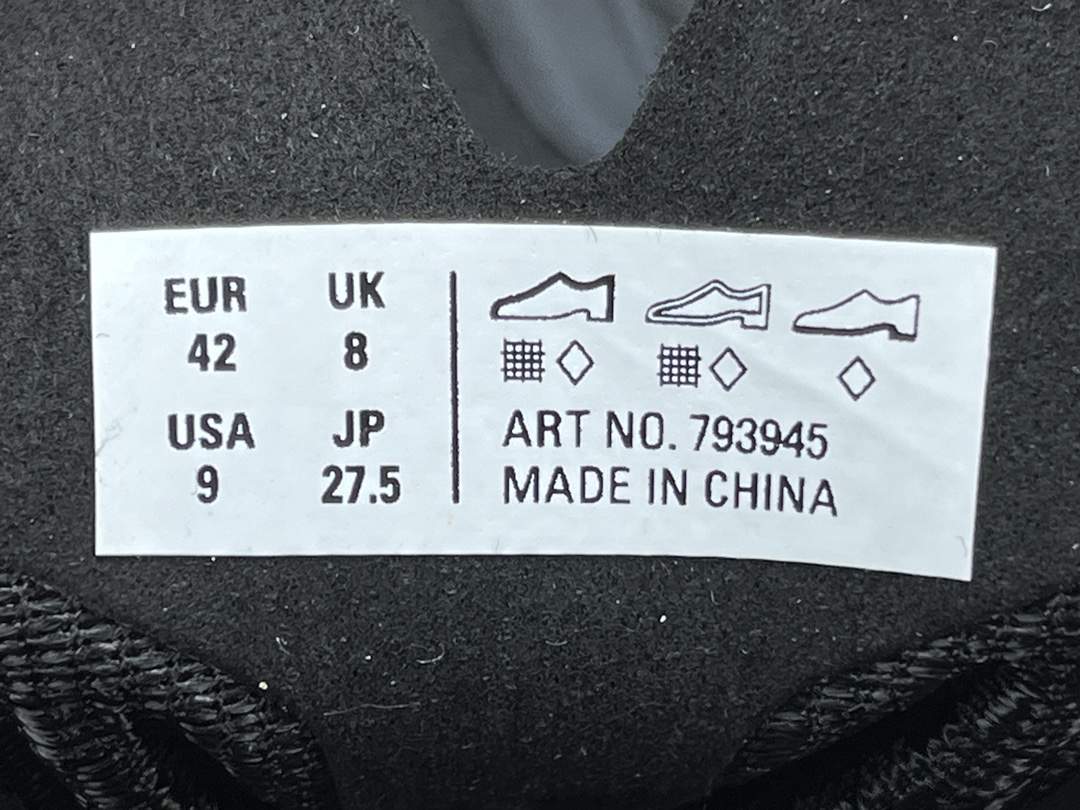 EUR UK
42 8
USA JP
9 27.5
ART NO. 793945
MADE IN CHINA